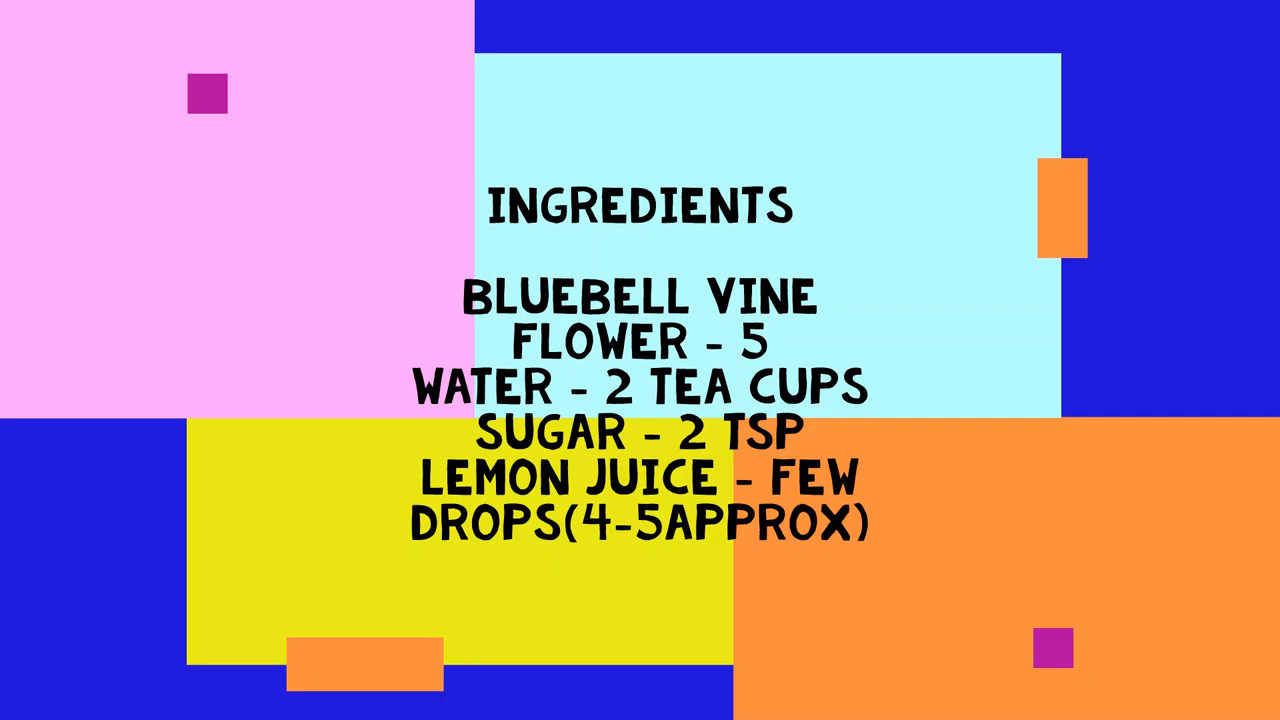 INGREDIENTS
BLUEBELL VINE
FLOWER - 5
WATER - 2 TEA CUPS
SUGAR - 2 TSP
LEMON JUICE - FEW
DROPS(4-5APPROX)